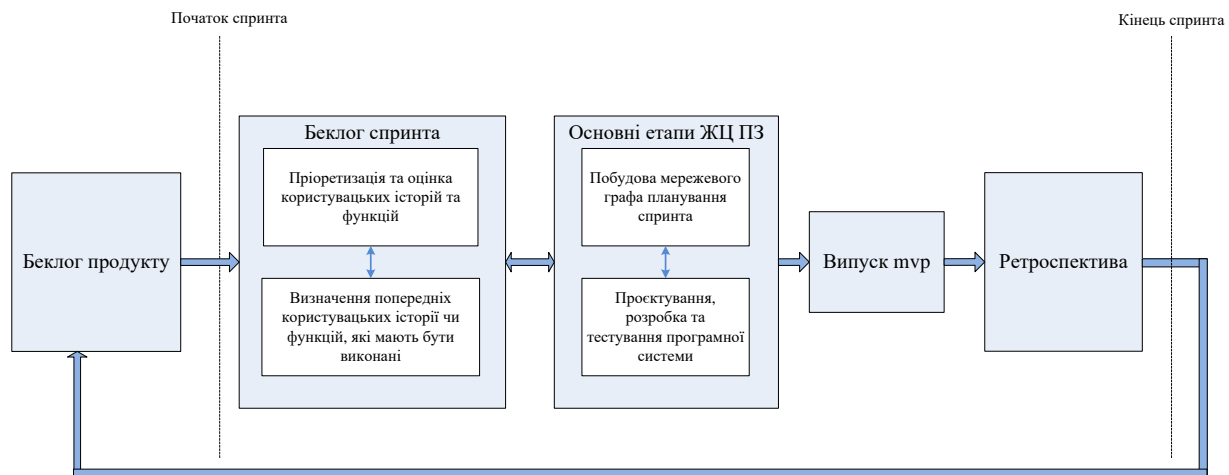 Початок спринта
Кінець спринта
Беклог продукту
Беклог спринта
Пріоретизація та оцінка
користувацьких історій та
функцій
Визначення попередніх
користувацьких історії чи
функцій, які мають бути
виконані
Основні етапи ЖЦ ПЗ
Побудова мережевого
графа планування
спринта
Проєктування,
розробка та
тестування програмної
системи
Випуск mvp
Ретроспектива